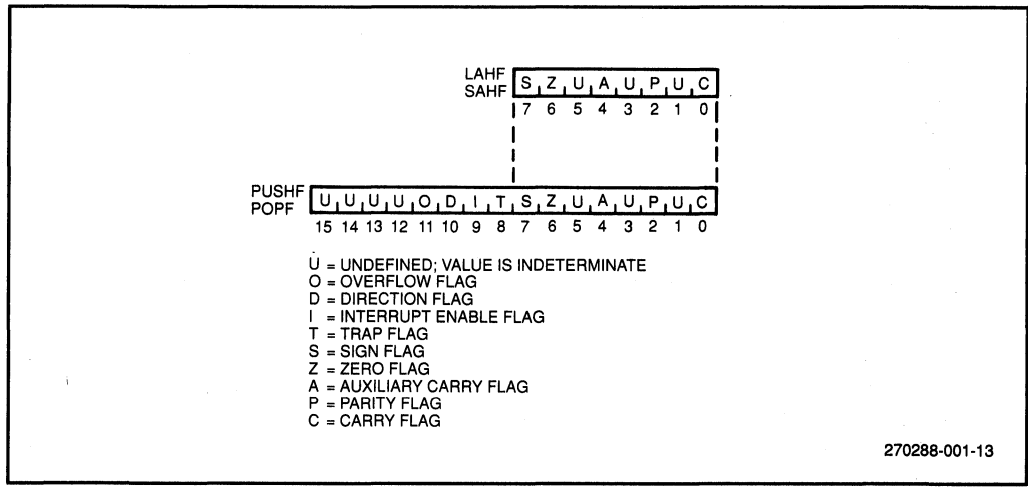 LAHF
SAHF
S Z U A U P U C
7 6 5 4 3 2 1 0
PUSHF
POPF
U U U U O D I T S Z U A U P U C
15 14 13 12 11 10 9 8 7 6 5 4 3 2 1 0
U = UNDEFINED; VALUE IS INDETERMINATE
O = OVERFLOW FLAG
D = DIRECTION FLAG
I = INTERRUPT ENABLE FLAG
T = TRAP FLAG
S = SIGN FLAG
Z = ZERO FLAG
A = AUXILIARY CARRY FLAG
P = PARITY FLAG
C = CARRY FLAG
270288-001-13